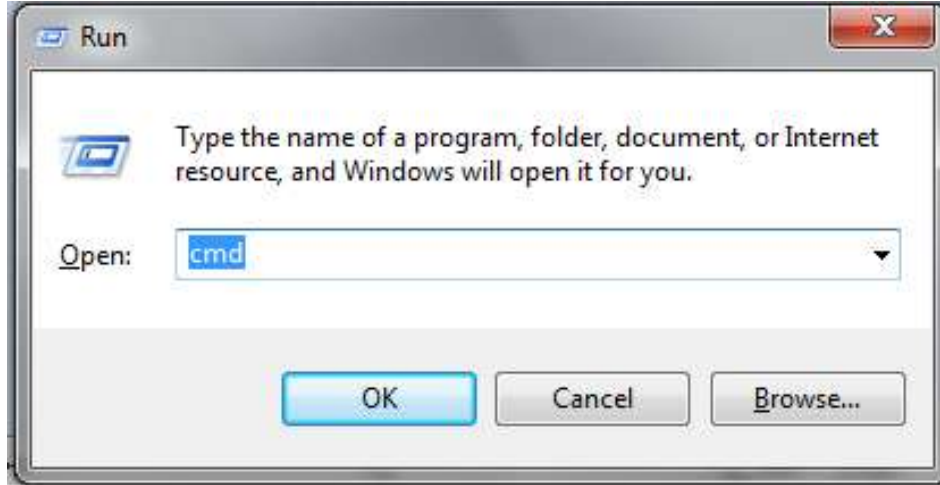 Run
Type the name of a program, folder, document, or Internet
resource, and Windows will open it for you.
Open: cmd
OK Cancel Browse...